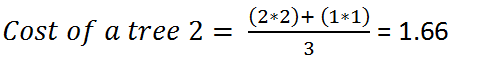 Cost of a tree 2 = (2*2)+ (1*1) / 3 = 1.66